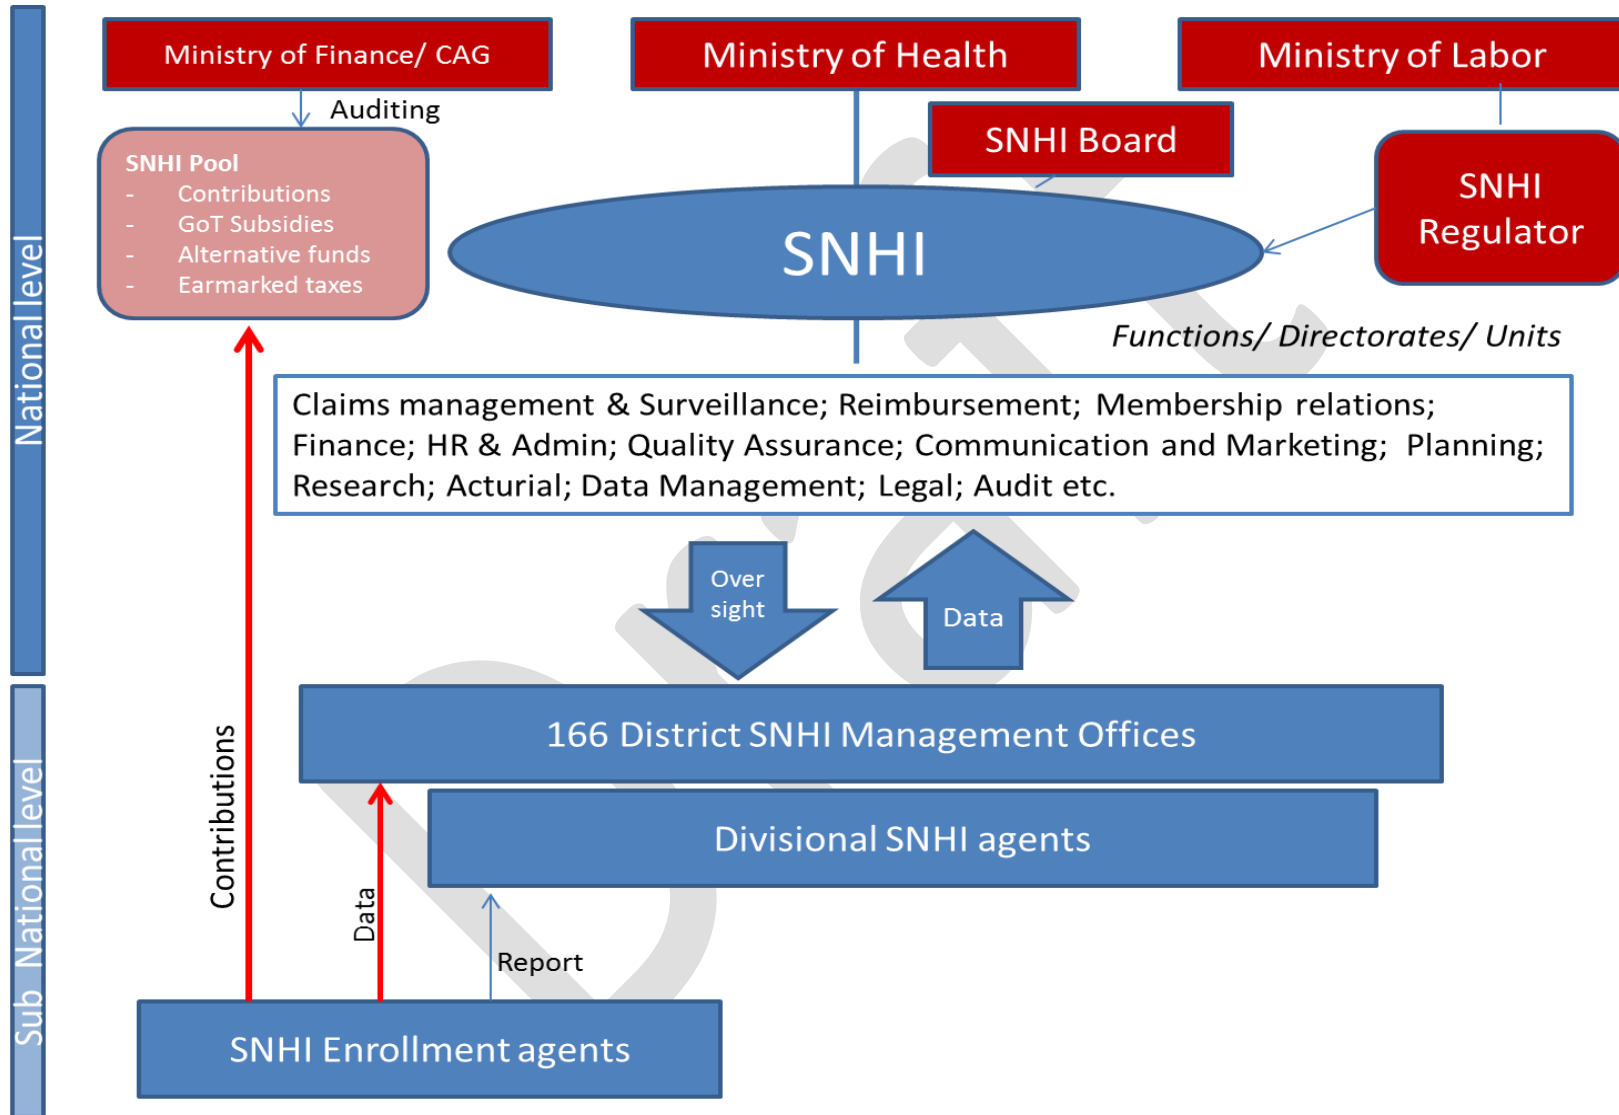 Ministry of Finance/ CAG
Ministry of Health
Ministry of Labor
Auditing
SNHI Board
SNHI Pool
- Contributions
- GoT Subsidies
- Alternative funds
- Earmarked taxes
SNHI
SNHI
Regulator
National level
Functions/ Directorates/ Units
Claims management & Surveillance; Reimbursement; Membership relations;
Finance; HR & Admin; Quality Assurance; Communication and Marketing; Planning;
Research; Acturial; Data Management; Legal; Audit etc.
Over
sight
Data
166 District SNHI Management Offices
Divisional SNHI agents
Contributions
Data
Report
SNHI Enrollment agents
Sub National level
Draft